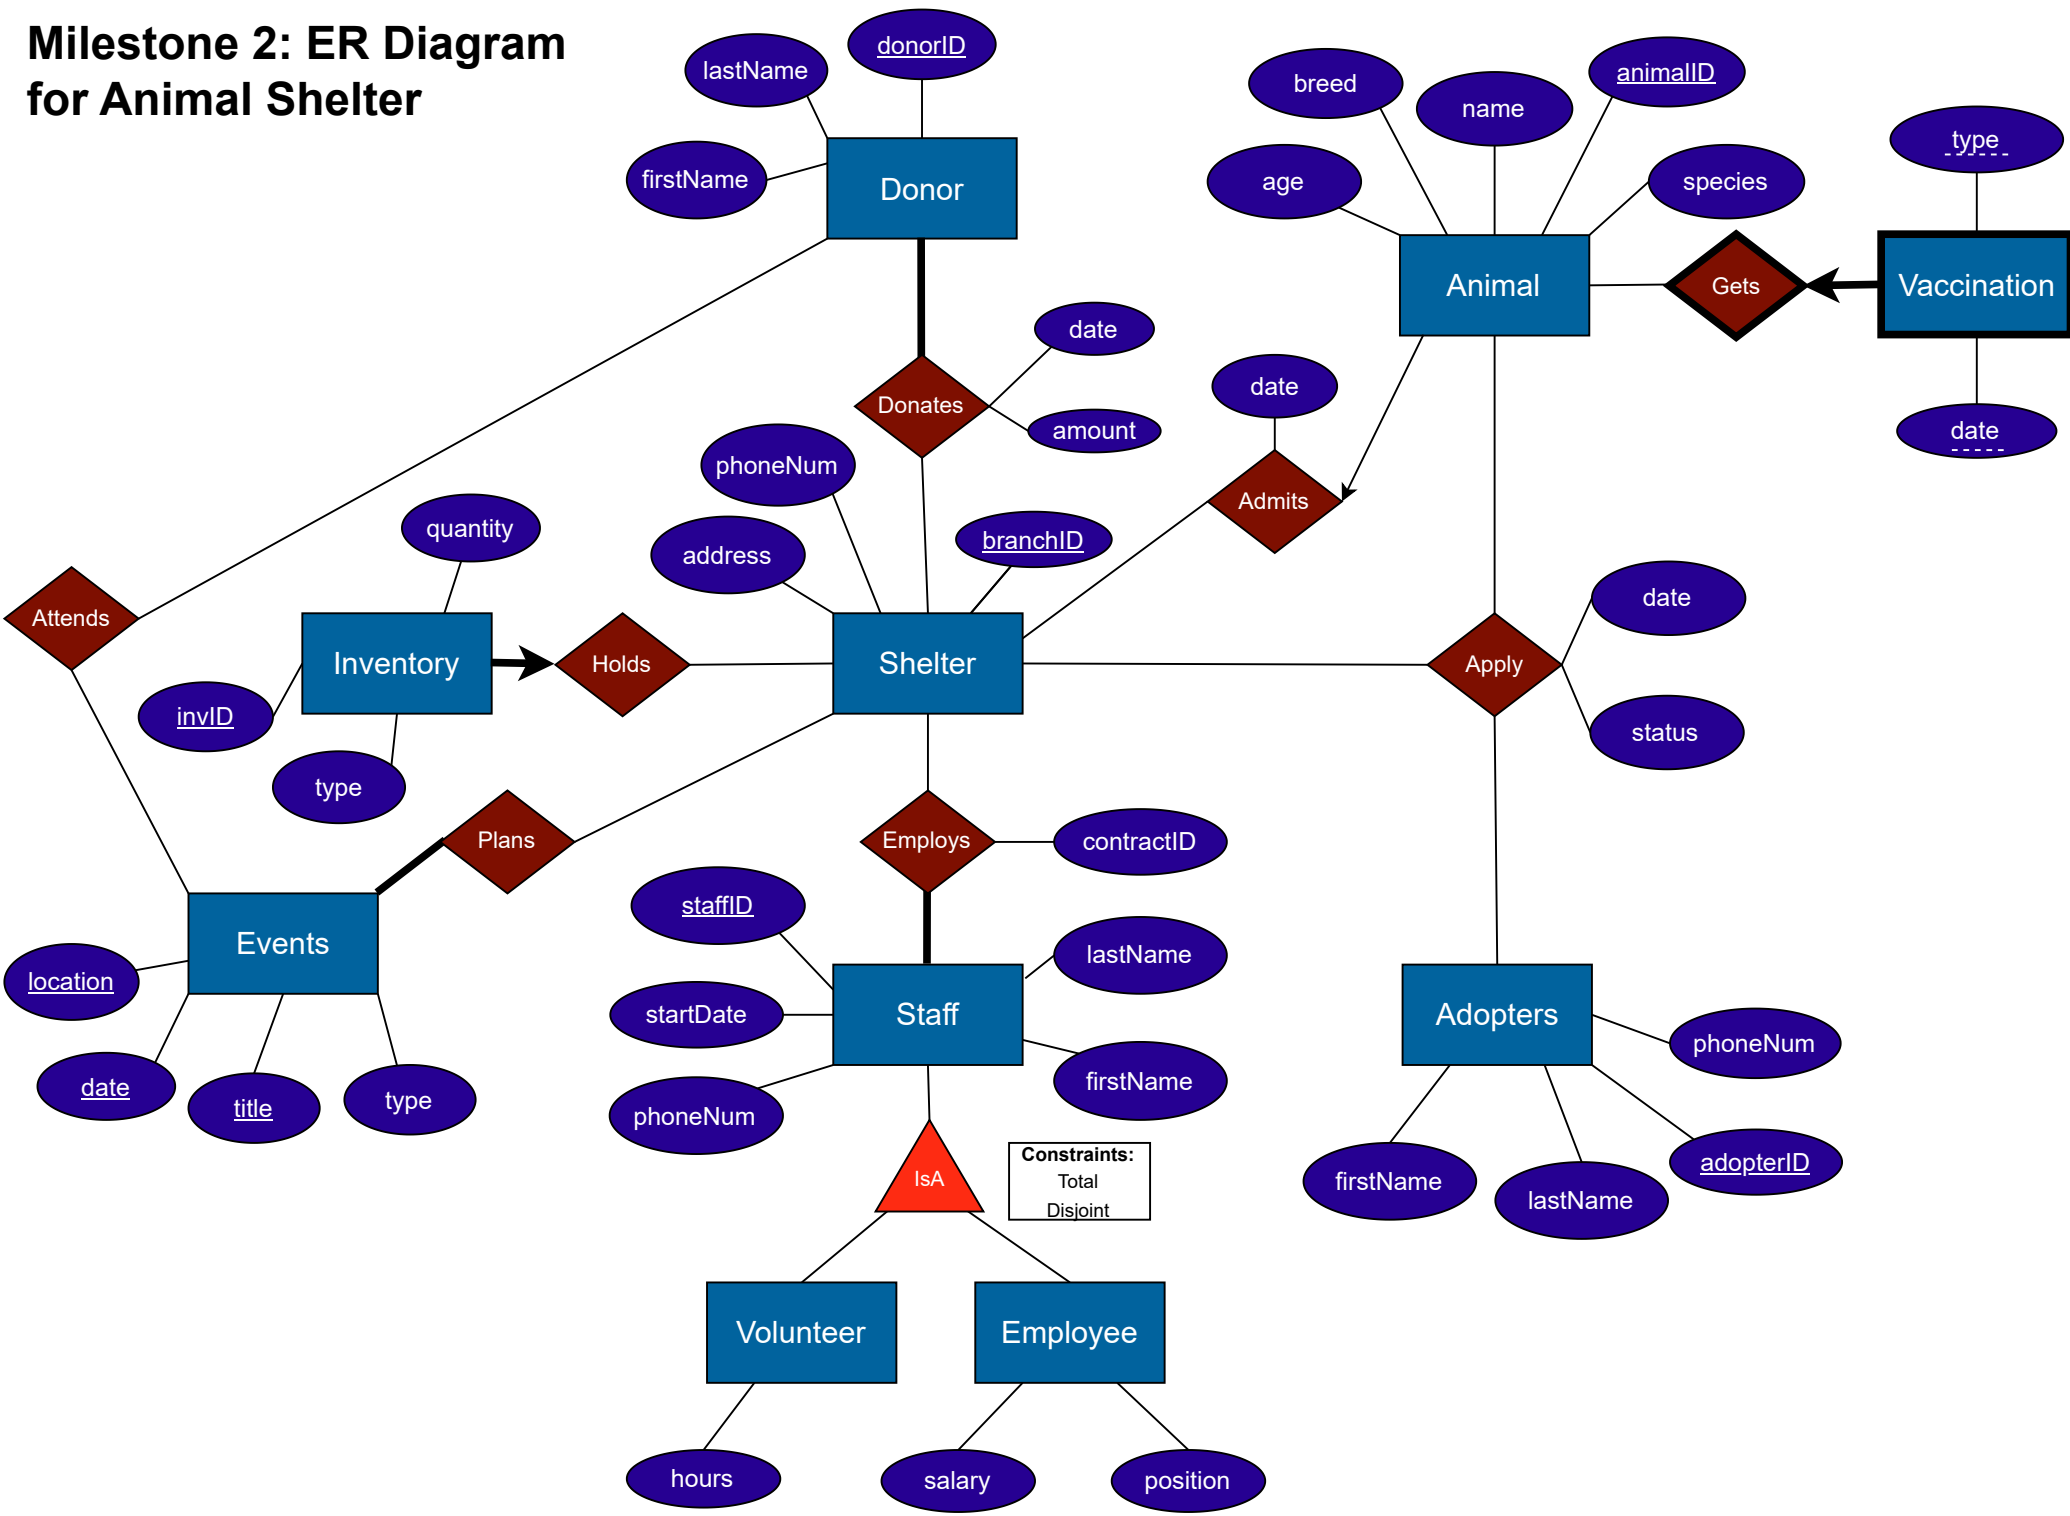 Milestone 2: ER Diagram
for Animal Shelter
donorID
lastName
firstName
Donor
breed
name
animalID
age
species
type
Animal
Gets
Vaccination
date
date
amount
Donates
date
Admits
phoneNum
address
branchID
quantity
Attends
Inventory
Holds
Shelter
Apply
date
status
invID
type
Plans
Employs
contractID
staffID
lastName
Events
location
startDate
Staff
firstName
phoneNum
date
title
type
Adopters
phoneNum
adopterID
firstName
lastName
IsA
Constraints:
Total
Disjoint
Volunteer
Employee
hours
salary
position